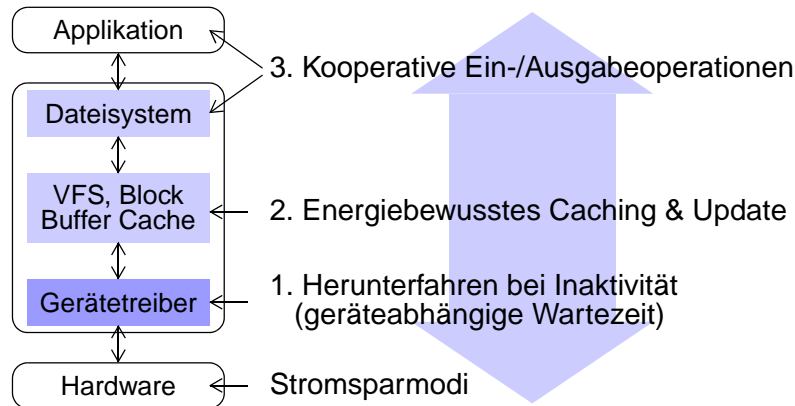 Applikation
3. Kooperative Ein-/Ausgabeoperationen
Dateisystem
VFS, Block
Buffer Cache
2. Energiebewusstes Caching & Update
1. Herunterfahren bei Inaktivität
(geräteabhängige Wartezeit)
Gerätetreiber
Hardware
Stromsparmodi